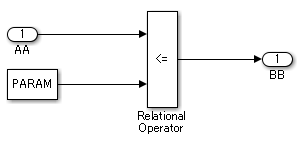 1
AA
PARAM
<=
Relational
Operator
1
BB